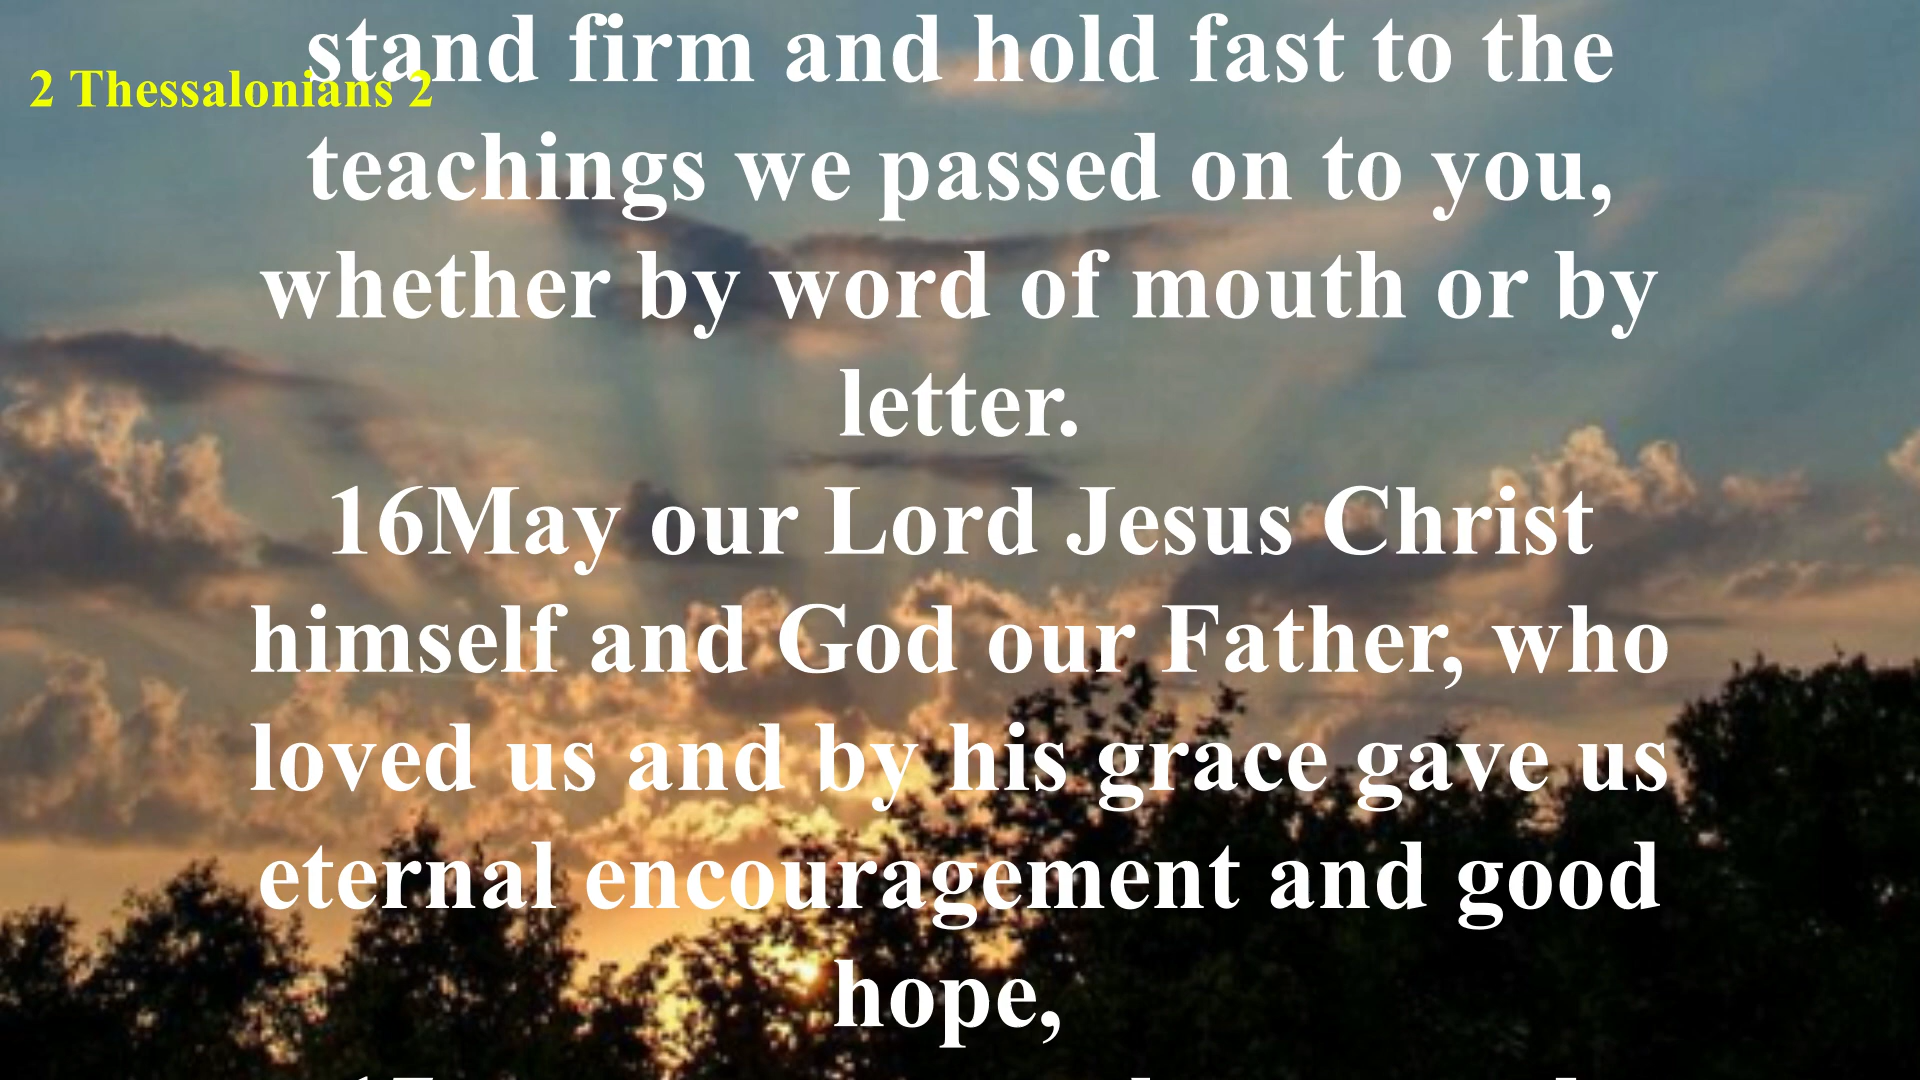 stand firm and hold fast to the
2 Thessalonians 2
teachings we passed on to you,
whether by word of mouth or by
letter.
16May our Lord Jesus Christ
himself and God our Father, who
loved us and by his grace gave us
eternal encouragement and good
hope,